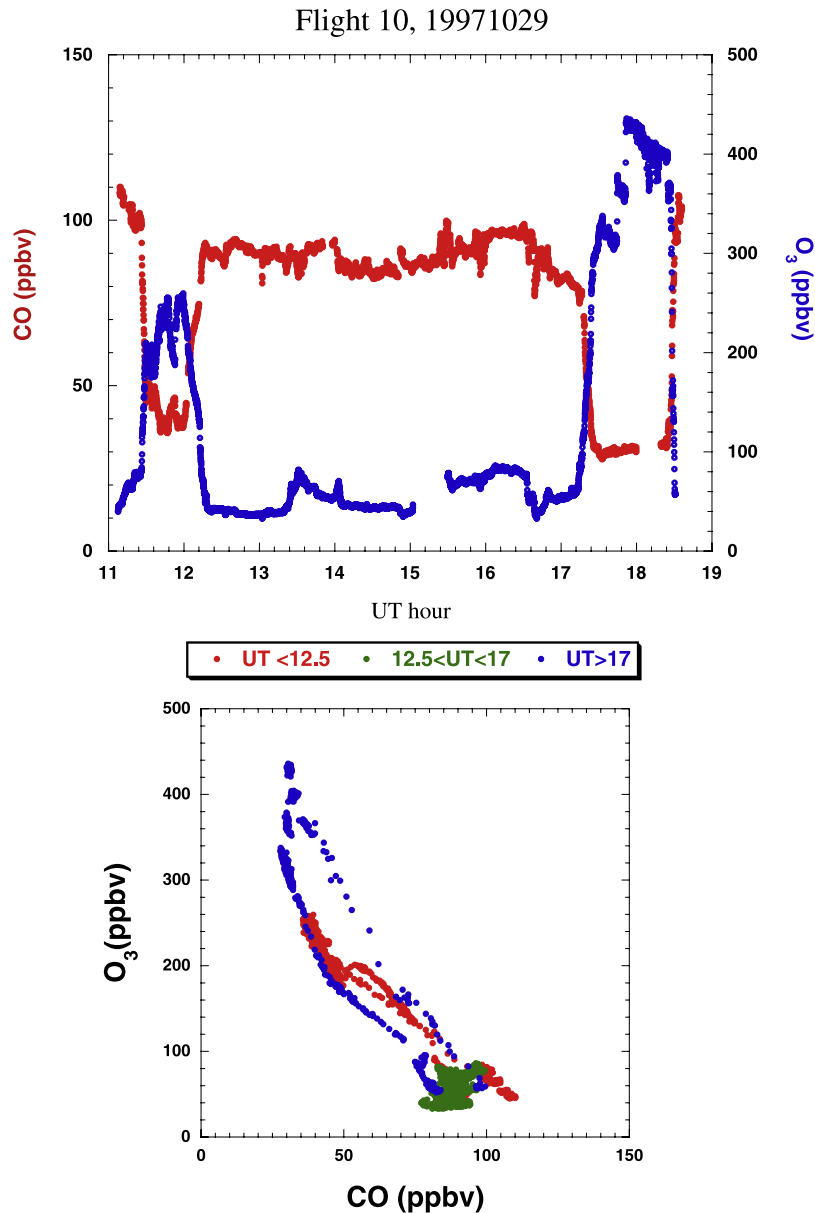 Flight 10, 19971029
150
100
50
0
CO (ppbv)
500
400
300
200
100
0
O3 (ppbv)
11 12 13 14 15 16 17 18 19
UT hour
UT <12.5 12.5<UT<17 UT>17
500
400
300
200
100
0
O3(ppbv)
0 50 100 150
CO (ppbv)